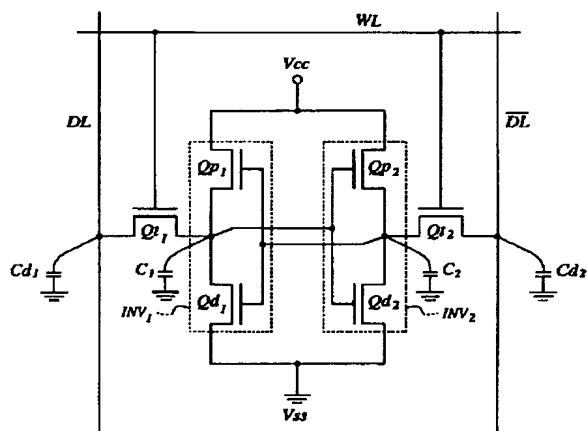 WL
Vcc
DL
DL
Qp1
Qp2
Qt1
Qt2
Cd1
C1
C2
Cd2
Qd1
Qd2
INV1
INV2
Vss